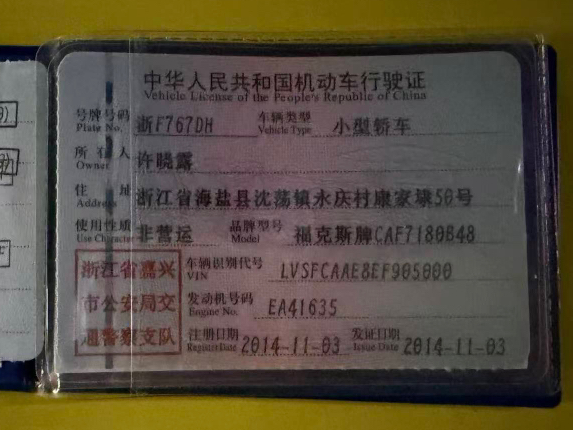 中华人民共和国机动车行驶证
Vehicle License of the People's Republic of China
号牌号码 浙F767DH 车辆类型 小型轿车
Plate No. Vehicle Type
所有人 许晓露
Owner
住址 浙江省海盐县沈荡镇永庆村康家埭50号
Address
使用性质 非营运 品牌型号 福克斯牌CAF7180B48
Use Character Model
浙江省嘉兴
市公安局交
通警察支队
车辆识别代号 LVSFCAAE8EF905000
VIN
发动机号码 EA41635
Engine No.
注册日期 2014-11-03 发证日期 2014-11-03
Register Date Issue Date